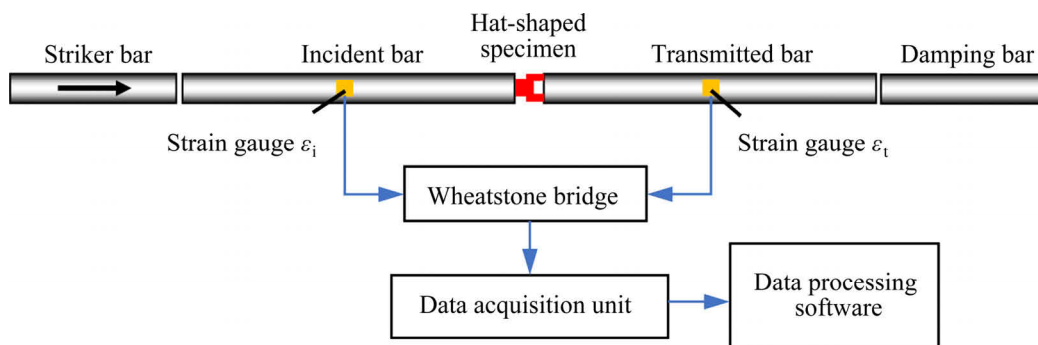 Hat-shaped
specimen
Striker bar
Incident bar
Transmitted bar
Damping bar
Strain gauge εi
Strain gauge εt
Wheatstone bridge
Data acquisition unit
Data processing
software